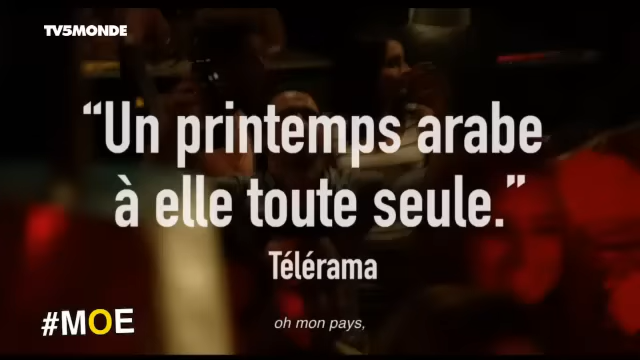 TV5MONDE
“Un printemps arabe
à elle toute seule.”
Télérama
oh mon pays,
#MOE